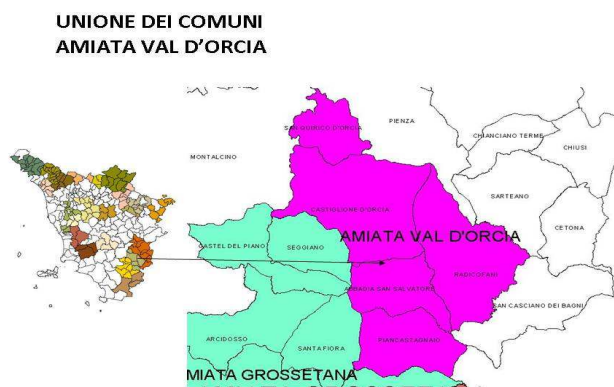 UNIONE DEI COMUNI
AMIATA VAL D'ORCIA
SAN QUIRICO D'ORCIA
PIENZA
CHIANCIANO TERME
CHIUSI
MONTALCINO
SARTEANO
CASTIGLIONE D'ORCIA
CETONA
AMIATA VAL D'ORCIA
CASTEL DEL PIANO
SEGGIANO
RADICOFANI
ABBADIA SAN SALVATORE
SAN CASCIANO DEI BAGNI
ARCIDOSSO
SANTA FIORA
PIANCASTAGNAIO
MIATA GROSSETANA